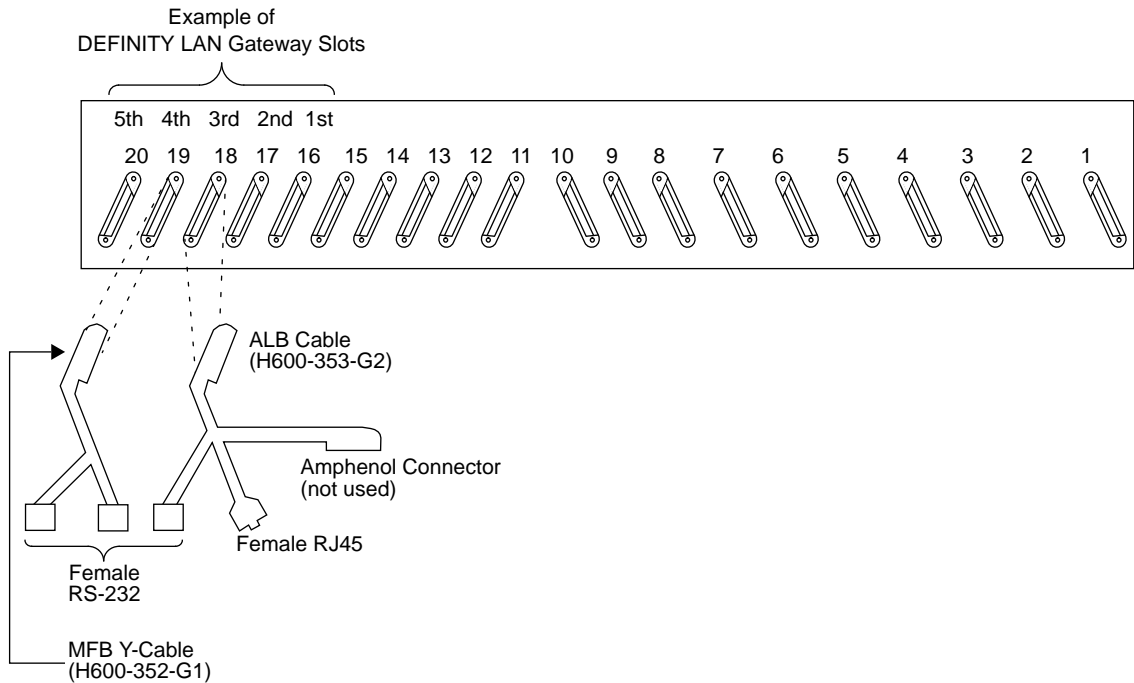 Example of
DEFINITY LAN Gateway Slots
5th 4th 3rd 2nd 1st
20 19 18 17 16 15 14 13 12 11 10 9 8 7 6 5 4 3 2 1
ALB Cable
(H600-353-G2)
Amphenol Connector
(not used)
Female RJ45
Female
RS-232
MFB Y-Cable
(H600-352-G1)